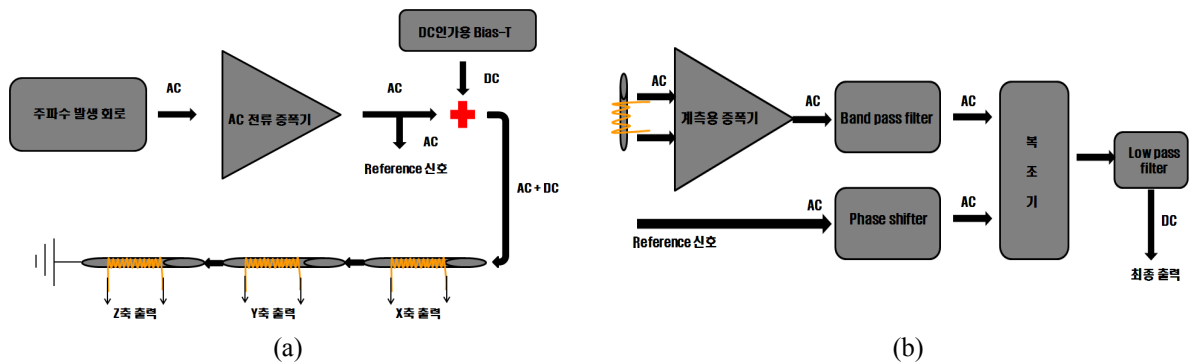 DC인가용 Bias-T
DC
주파수 발생 회로
AC
AC 전류 증폭기
AC
AC
Reference 신호
AC + DC
Z축 출력
Y축 출력
X축 출력
(a)
AC
계측용 증폭기
AC
Band pass filter
AC
복
조
기
Low pass
filter
DC
최종 출력
Reference 신호
AC
Phase shifter
AC
(b)